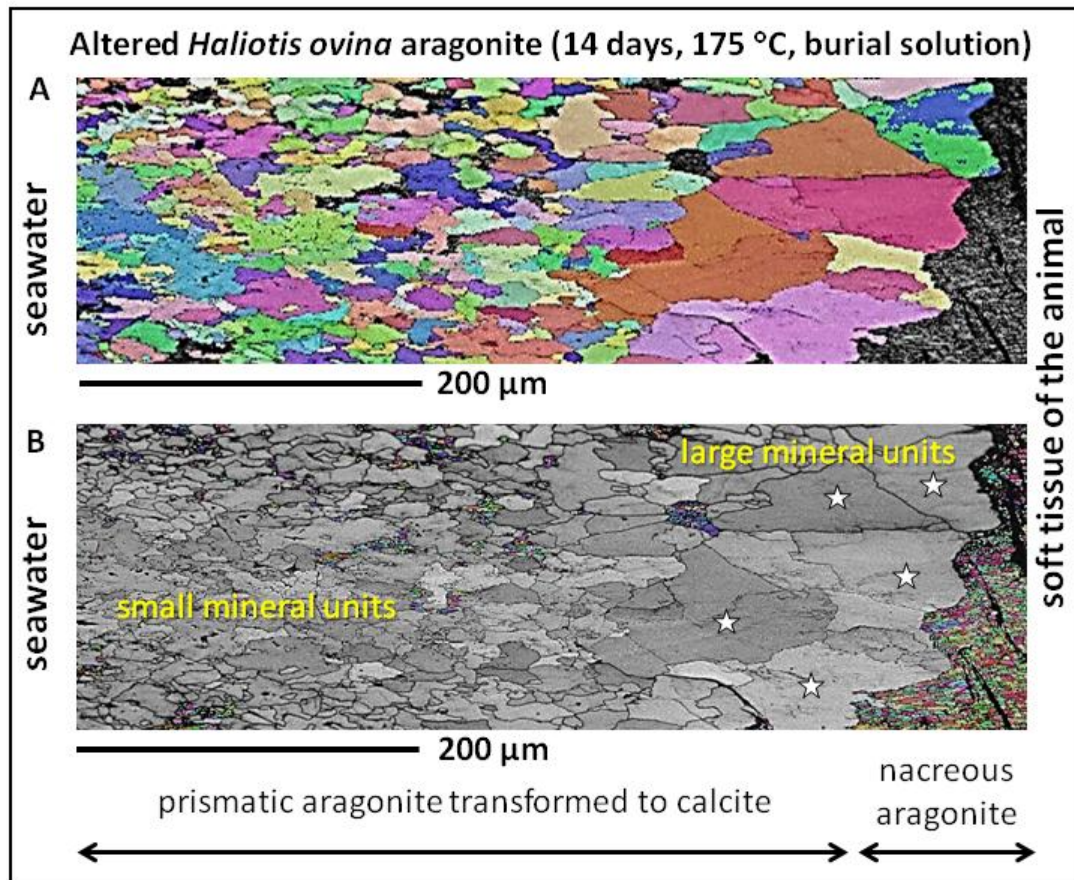 Altered Haliotis ovina aragonite (14 days, 175 °C, burial solution)
A
seawater
200 µm
soft tissue of the animal
B
large mineral units
small mineral units
seawater
200 µm
prismatic aragonite transformed to calcite
nacreous
aragonite